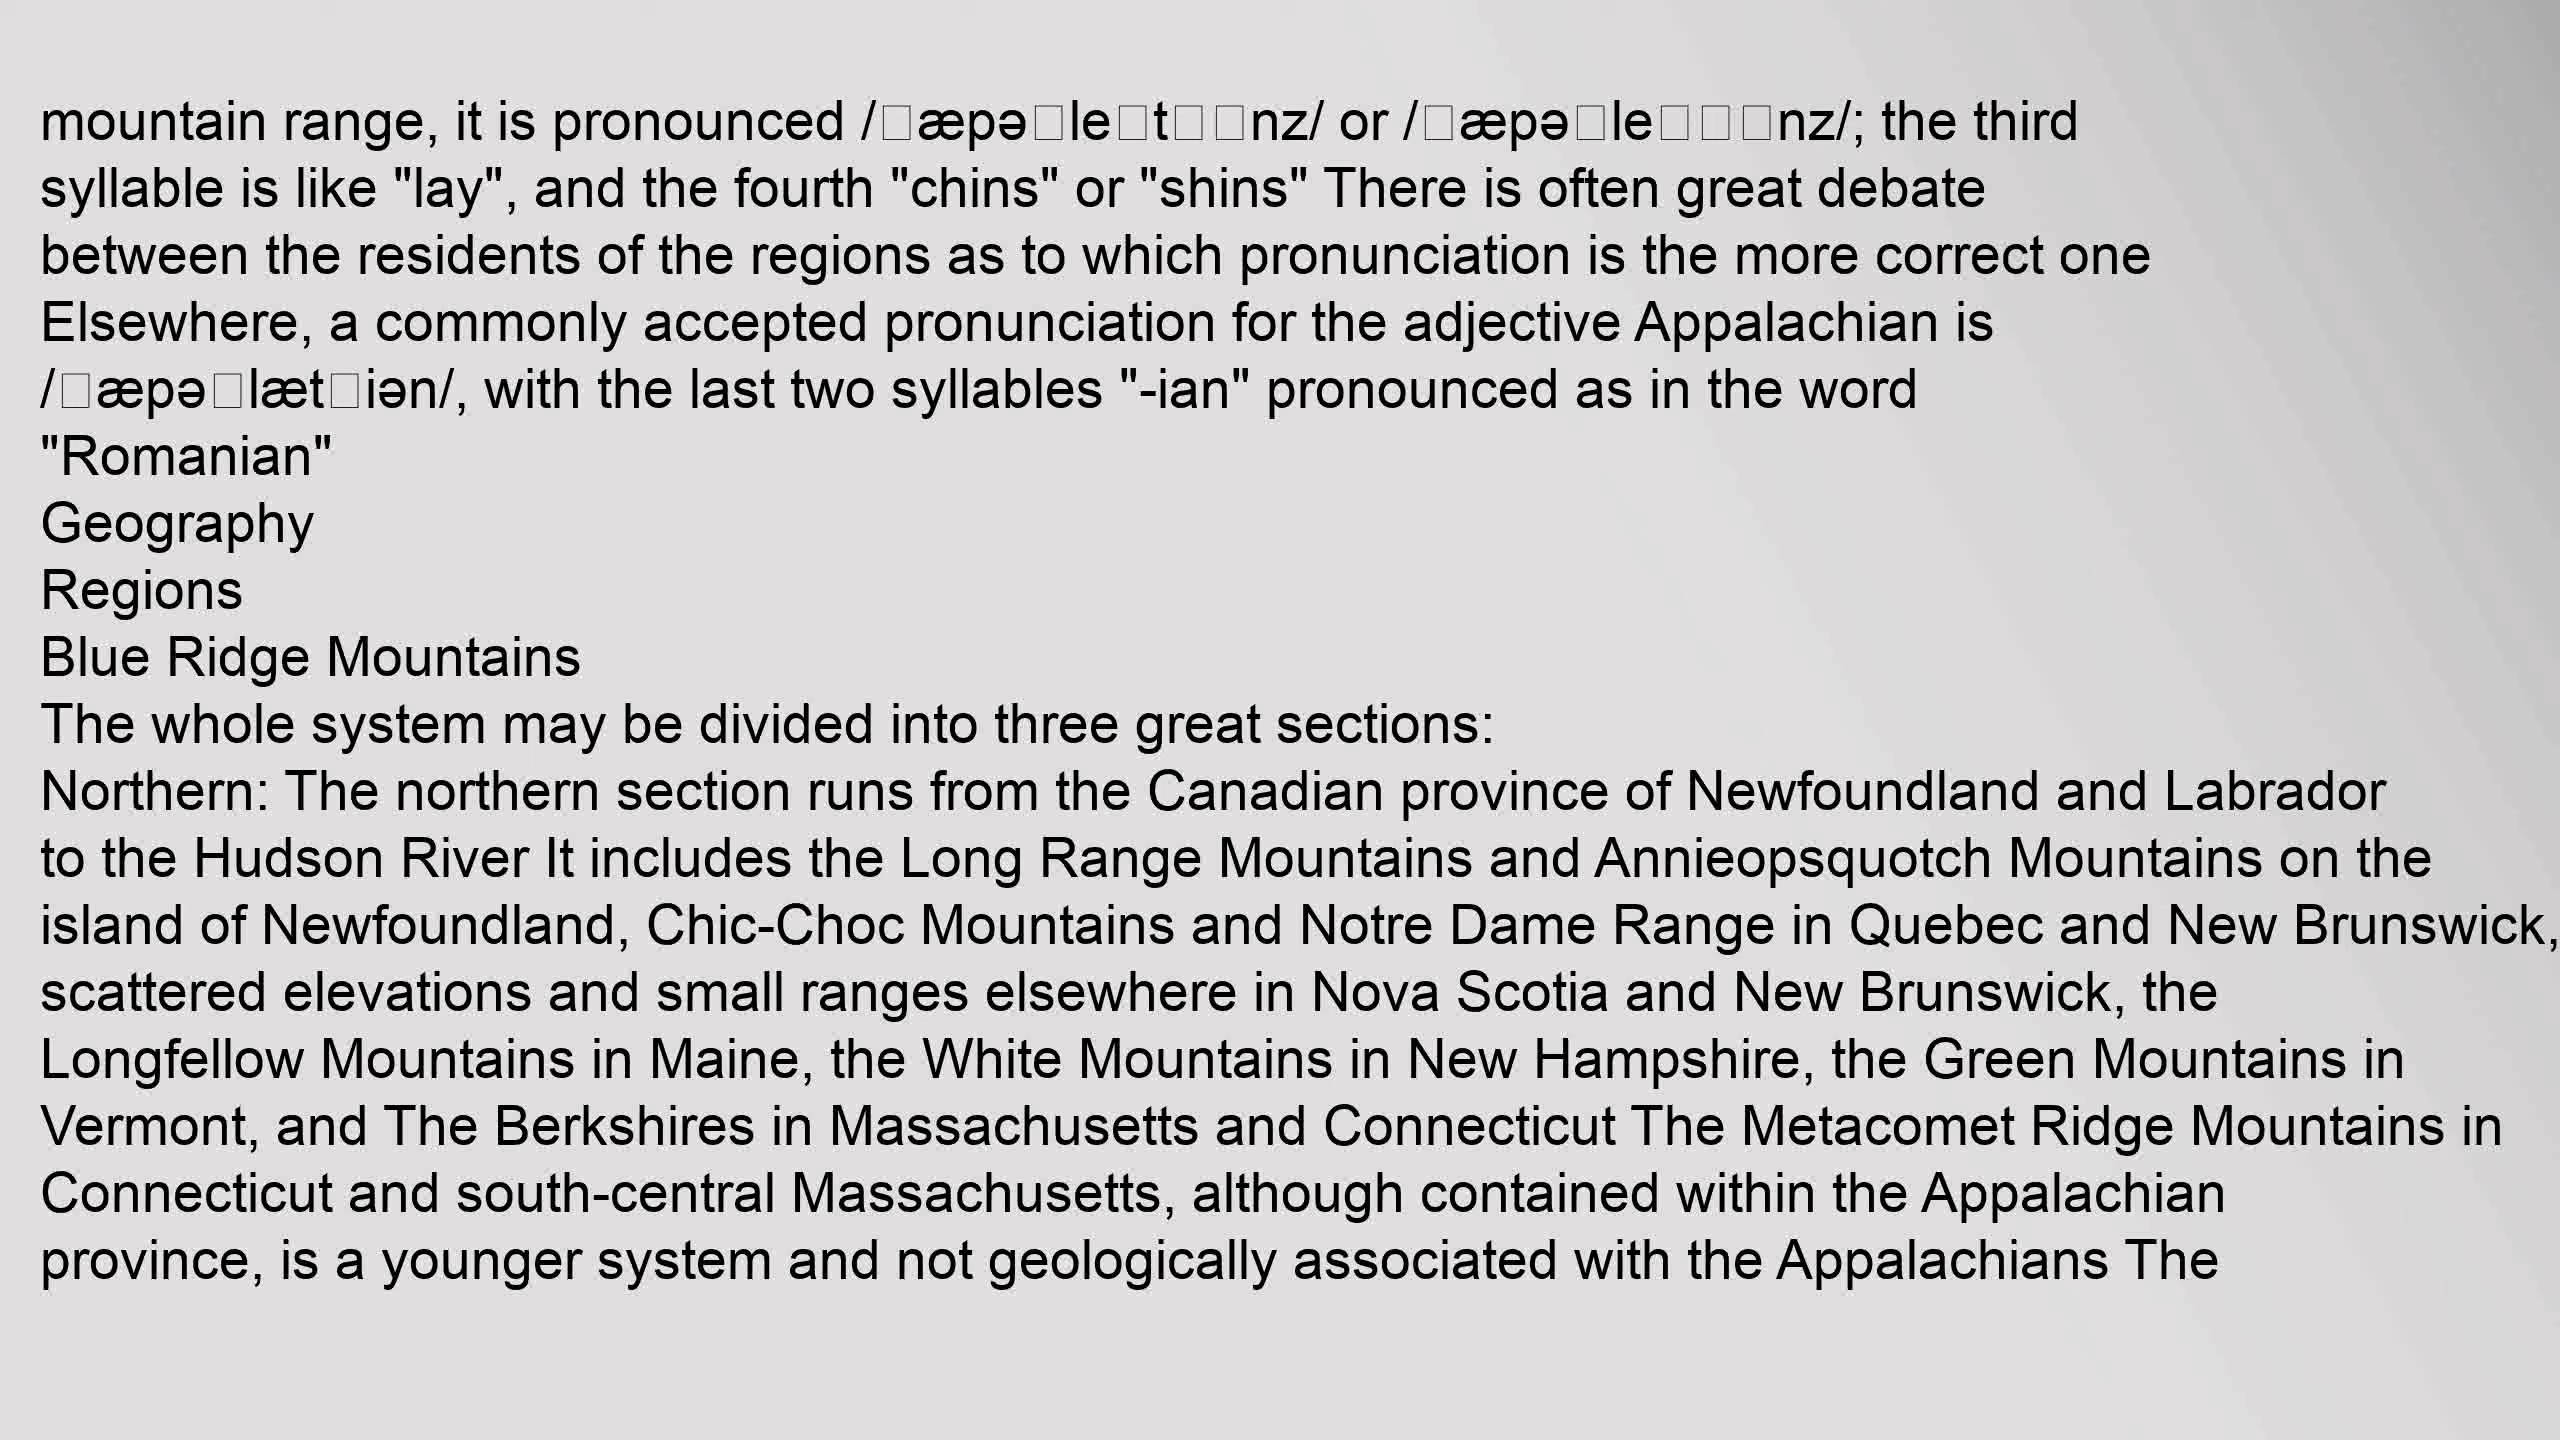 mountain range, it is pronounced /□æpə□le□t□□nz/ or /□æpə□le□□□nz/; the third
syllable is like "lay", and the fourth "chins" or "shins" There is often great debate
between the residents of the regions as to which pronunciation is the more correct one
Elsewhere, a commonly accepted pronunciation for the adjective Appalachian is
/□æpə□læt□iən/, with the last two syllables "-ian" pronounced as in the word
"Romanian"
Geography
Regions
Blue Ridge Mountains
The whole system may be divided into three great sections:
Northern: The northern section runs from the Canadian province of Newfoundland and Labrador
to the Hudson River It includes the Long Range Mountains and Annieopsquotch Mountains on the
island of Newfoundland, Chic-Choc Mountains and Notre Dame Range in Quebec and New Brunswick,
scattered elevations and small ranges elsewhere in Nova Scotia and New Brunswick, the
Longfellow Mountains in Maine, the White Mountains in New Hampshire, the Green Mountains in
Vermont, and The Berkshires in Massachusetts and Connecticut The Metacomet Ridge Mountains in
Connecticut and south-central Massachusetts, although contained within the Appalachian
province, is a younger system and not geologically associated with the Appalachians The